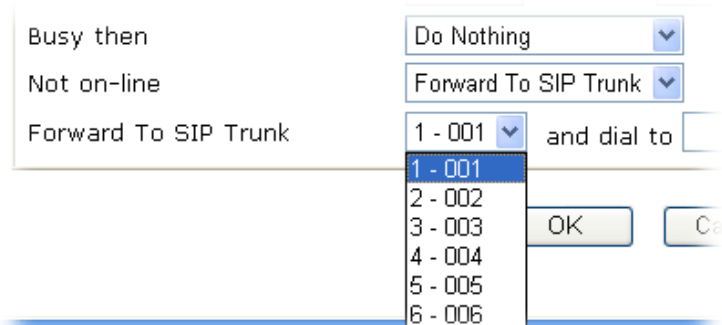 Busy then Do Nothing
Not on-line Forward To SIP Trunk
Forward To SIP Trunk 1 - 001 and dial to
1 - 001
2 - 002
3 - 003 OK
4 - 004
5 - 005
6 - 006